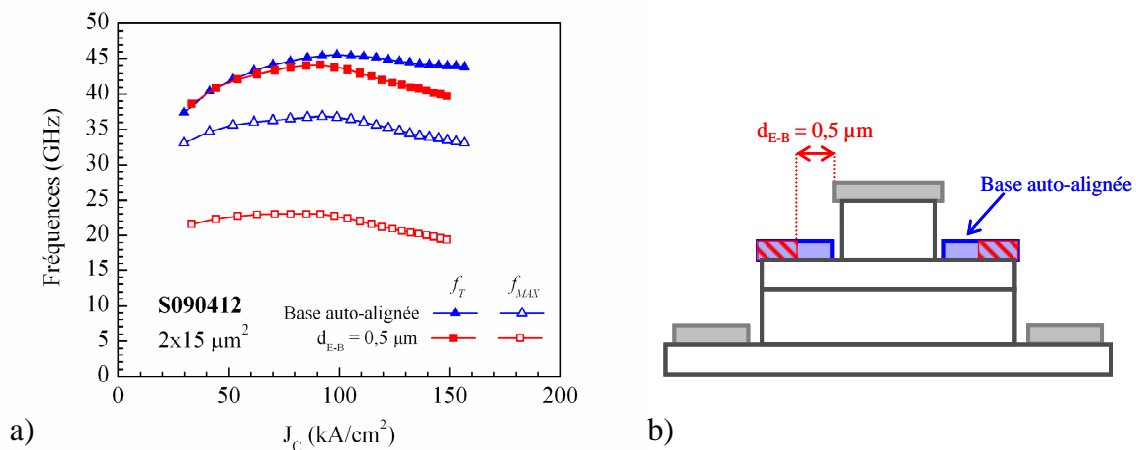 50
45
40
35
30
25
20
15
10
5
0
Fréquences (GHz)
f_T f_MAX
S090412
Base auto-alignée
2x15 µm²
d_E-B = 0,5 µm
0 50 100 150 200
J_C (kA/cm²)
a)
d_E-B = 0,5 µm
Base auto-alignée
b)